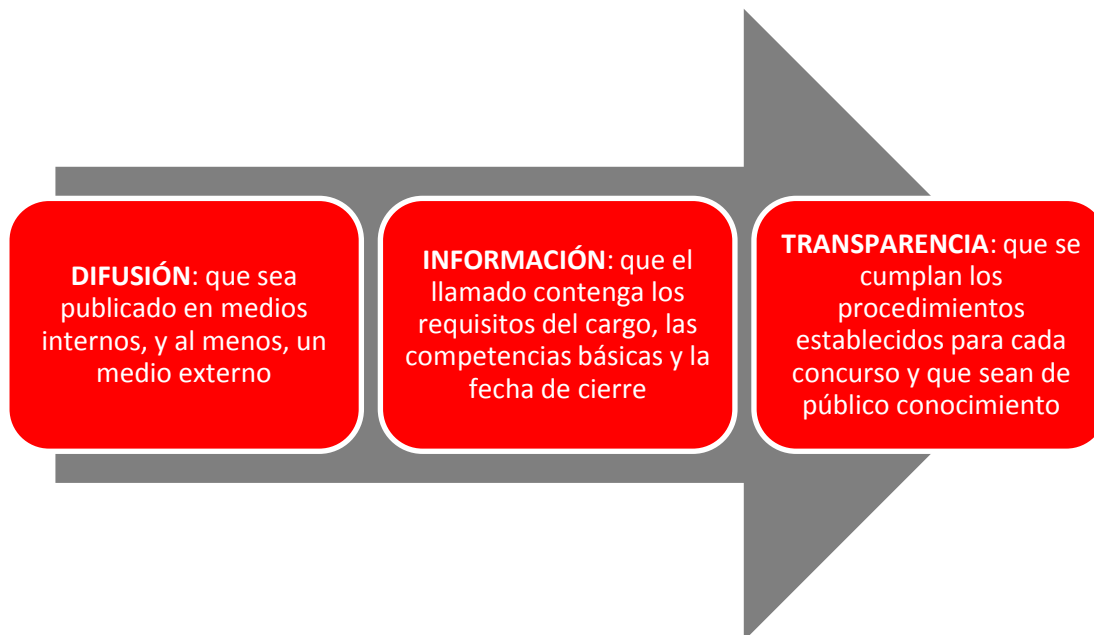 DIFUSIÓN: que sea
publicado en medios
internos, y al menos, un
medio externo
INFORMACIÓN: que el
llamado contenga los
requisitos del cargo, las
competencias básicas y la
fecha de cierre
TRANSPARENCIA: que se
cumplan los
procedimientos
establecidos para cada
concurso y que sean de
público conocimiento